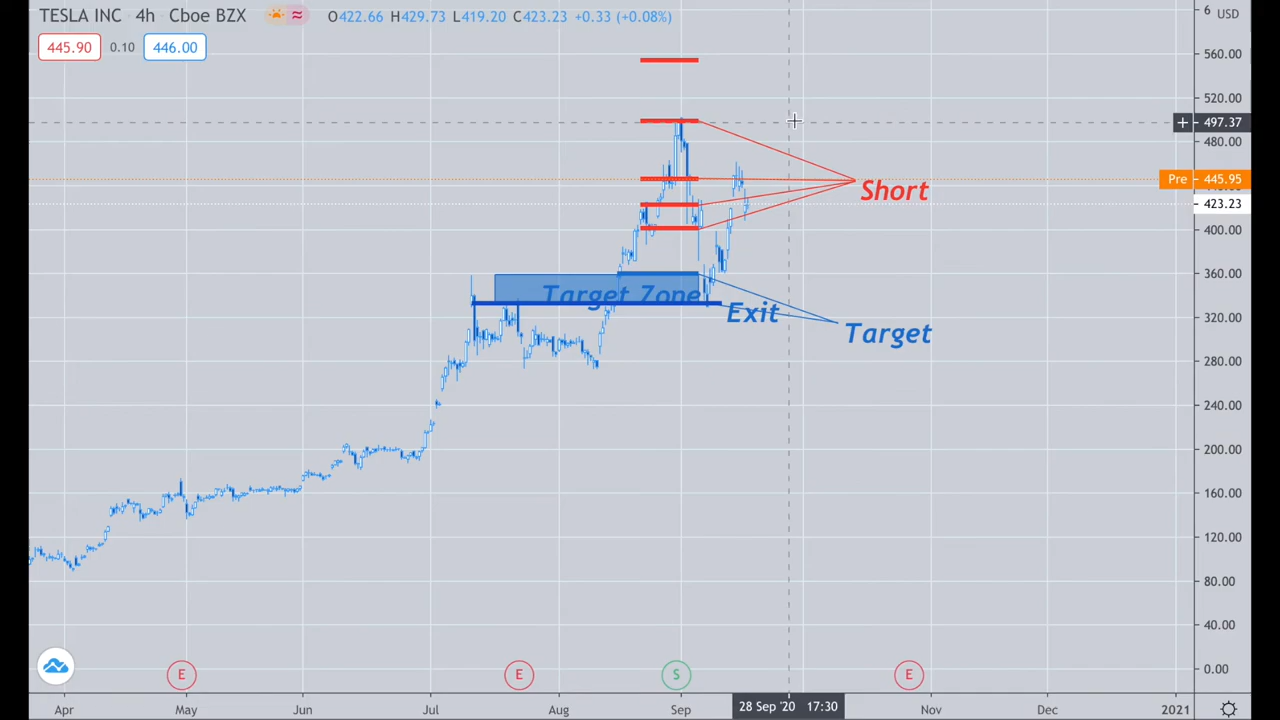 TESLA INC 4h Cboe BZX O422.66 H429.73 L419.20 C423.23 +0.33 (+0.08%)
445.90 0.10 446.00
6 USD
560.00
520.00
497.37
480.00
Pre 445.95
Short
423.23
400.00
360.00
Target Zone
Exit
320.00
Target
280.00
240.00
200.00
160.00
120.00
80.00
40.00
0.00
E E S E
Apr May Jun Jul Aug Sep 28 Sep '20 17:30 Nov Dec 2021